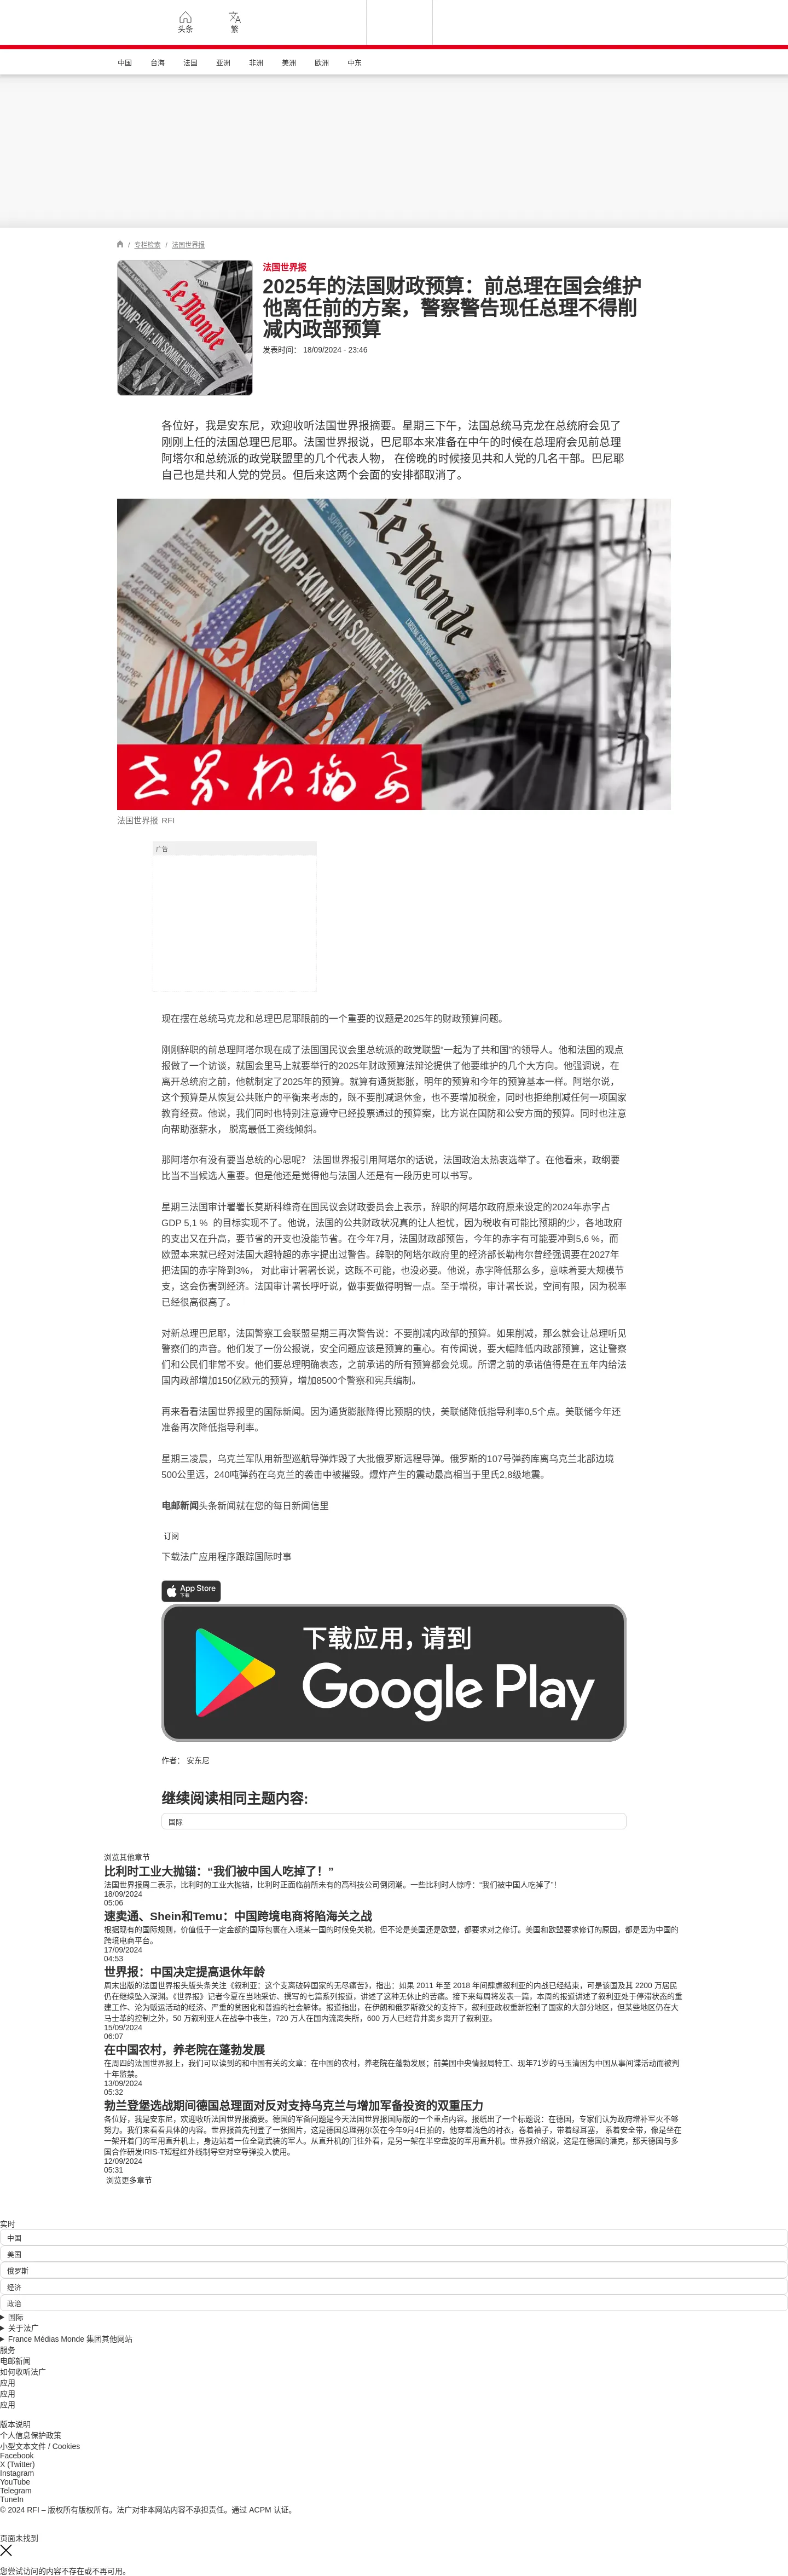 头条
繁
中国 台海 法国 亚洲 非洲 美洲 欧洲 中东
/ 专栏检索 / 法国世界报
法国世界报
2025年的法国财政预算：前总理在国会维护
他离任前的方案，警察警告现任总理不得削
减内政部预算
发表时间： 18/09/2024 - 23:46
Le Monde
TRUMP-KIM: UN SOMMET HISTORIQUE
各位好，我是安东尼，欢迎收听法国世界报摘要。星期三下午，法国总统马克龙在总统府会见了
刚刚上任的法国总理巴尼耶。法国世界报说，巴尼耶本来准备在中午的时候在总理府会见前总理
阿塔尔和总统派的政党联盟里的几个代表人物， 在傍晚的时候接见共和人党的几名干部。巴尼耶
自己也是共和人党的党员。但后来这两个会面的安排都取消了。
Le Monde
TRUMP-KIM: UN SOMMET HISTORIQUE
世界报摘要
法国世界报 RFI
广告
现在摆在总统马克龙和总理巴尼耶眼前的一个重要的议题是2025年的财政预算问题。
刚刚辞职的前总理阿塔尔现在成了法国国民议会里总统派的政党联盟“一起为了共和国”的领导人。他和法国的观点
报做了一个访谈，就国会里马上就要举行的2025年财政预算法辩论提供了他要维护的几个大方向。他强调说，在
离开总统府之前，他就制定了2025年的预算。就算有通货膨胀，明年的预算和今年的预算基本一样。阿塔尔说，
这个预算是从恢复公共账户的平衡来考虑的，既不要削减退休金，也不要增加税金，同时也拒绝削减任何一项国家
教育经费。他说，我们同时也特别注意遵守已经投票通过的预算案，比方说在国防和公安方面的预算。同时也注意
向帮助涨薪水， 脱离最低工资线倾斜。
那阿塔尔有没有要当总统的心思呢？ 法国世界报引用阿塔尔的话说，法国政治太热衷选举了。在他看来，政纲要
比当不当候选人重要。但是他还是觉得他与法国人还是有一段历史可以书写。
星期三法国审计署署长莫斯科维奇在国民议会财政委员会上表示，辞职的阿塔尔政府原来设定的2024年赤字占
GDP 5,1 % 的目标实现不了。他说，法国的公共财政状况真的让人担忧，因为税收有可能比预期的少，各地政府
的支出又在升高，要节省的开支也没能节省。在今年7月，法国财政部预告，今年的赤字有可能要冲到5,6 %，而
欧盟本来就已经对法国大超特超的赤字提出过警告。辞职的阿塔尔政府里的经济部长勒梅尔曾经强调要在2027年
把法国的赤字降到3%， 对此审计署署长说，这既不可能，也没必要。他说，赤字降低那么多，意味着要大规模节
支，这会伤害到经济。法国审计署长呼吁说，做事要做得明智一点。至于增税，审计署长说，空间有限，因为税率
已经很高很高了。
对新总理巴尼耶，法国警察工会联盟星期三再次警告说：不要削减内政部的预算。如果削减，那么就会让总理听见
警察们的声音。他们发了一份公报说，安全问题应该是预算的重心。有传闻说，要大幅降低内政部预算，这让警察
们和公民们非常不安。他们要总理明确表态，之前承诺的所有预算都会兑现。所谓之前的承诺值得是在五年内给法
国内政部增加150亿欧元的预算，增加8500个警察和宪兵编制。
再来看看法国世界报里的国际新闻。因为通货膨胀降得比预期的快，美联储降低指导利率0,5个点。美联储今年还
准备再次降低指导利率。
星期三凌晨，乌克兰军队用新型巡航导弹炸毁了大批俄罗斯远程导弹。俄罗斯的107号弹药库离乌克兰北部边境
500公里远，240吨弹药在乌克兰的袭击中被摧毁。爆炸产生的震动最高相当于里氏2,8级地震。
电邮新闻头条新闻就在您的每日新闻信里
订阅
下载法广应用程序跟踪国际时事
App Store
下载
下载应用，请到
Google Play
作者： 安东尼
继续阅读相同主题内容:
国际
浏览其他章节
比利时工业大抛锚：“我们被中国人吃掉了！”
法国世界报周二表示，比利时的工业大抛锚，比利时正面临前所未有的高科技公司倒闭潮。一些比利时人惊呼：“我们被中国人吃掉了”！
18/09/2024
05:06
速卖通、Shein和Temu：中国跨境电商将陷海关之战
根据现有的国际规则，价值低于一定金额的国际包裹在入境某一国的时候免关税。但不论是美国还是欧盟，都要求对之修订。美国和欧盟要求修订的原因，都是因为中国的
跨境电商平台。
17/09/2024
04:53
世界报：中国决定提高退休年龄
周末出版的法国世界报头版头条关注《叙利亚：这个支离破碎国家的无尽痛苦》，指出：如果 2011 年至 2018 年间肆虐叙利亚的内战已经结束，可是该国及其 2200 万居民
仍在继续坠入深渊。《世界报》记者今夏在当地采访、撰写的七篇系列报道，讲述了这种无休止的苦痛。接下来每周将发表一篇，本周的报道讲述了叙利亚处于停滞状态的重
建工作、沦为贩运活动的经济、严重的贫困化和普遍的社会解体。报道指出，在伊朗和俄罗斯教父的支持下，叙利亚政权重新控制了国家的大部分地区，但某些地区仍在大
马士革的控制之外，50 万叙利亚人在战争中丧生，720 万人在国内流离失所，600 万人已经背井离乡离开了叙利亚。
15/09/2024
06:07
在中国农村，养老院在蓬勃发展
在周四的法国世界报上，我们可以读到的和中国有关的文章：在中国的农村，养老院在蓬勃发展；前美国中央情报局特工、现年71岁的马玉清因为中国从事间谍活动而被判
十年监禁。
13/09/2024
05:32
勃兰登堡选战期间德国总理面对反对支持乌克兰与增加军备投资的双重压力
各位好，我是安东尼，欢迎收听法国世界报摘要。德国的军备问题是今天法国世界报国际版的一个重点内容。报纸出了一个标题说：在德国，专家们认为政府增补军火不够
努力。我们来看看具体的内容。世界报首先刊登了一张图片，这是德国总理朔尔茨在今年9月4日拍的，他穿着浅色的衬衣，卷着袖子，带着绿耳塞， 系着安全带，像是坐在
一架开着门的军用直升机上，身边站着一位全副武装的军人。从直升机的门往外看，是另一架在半空盘旋的军用直升机。世界报介绍说，这是在德国的潘克，那天德国与多
国合作研发IRIS-T短程红外线制导空对空导弹投入使用。
12/09/2024
05:31
浏览更多章节
实时
中国
美国
俄罗斯
经济
政治
国际
关于法广
France Médias Monde 集团其他网站
服务
电邮新闻
如何收听法广
应用
应用
应用
版本说明
个人信息保护政策
小型文本文件 / Cookies
Facebook
X (Twitter)
Instagram
YouTube
Telegram
TuneIn
© 2024 RFI – 版权所有版权所有。法广对非本网站内容不承担责任。通过 ACPM 认证。
页面未找到
您尝试访问的内容不存在或不再可用。